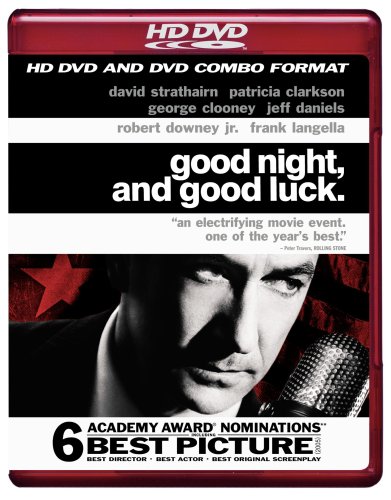 HD DVD
HD DVD AND DVD COMBO FORMAT
david strathairn patricia clarkson
george clooney jeff daniels
robert downey jr. frank langella
good night,
and good luck.
"an electrifying movie event.
one of the year's best."
– Peter Travers, ROLLING STONE
6 ACADEMY AWARD® NOMINATIONS
INCLUDING
BEST PICTURE (2005)
BEST DIRECTOR • BEST ACTOR • BEST ORIGINAL SCREENPLAY